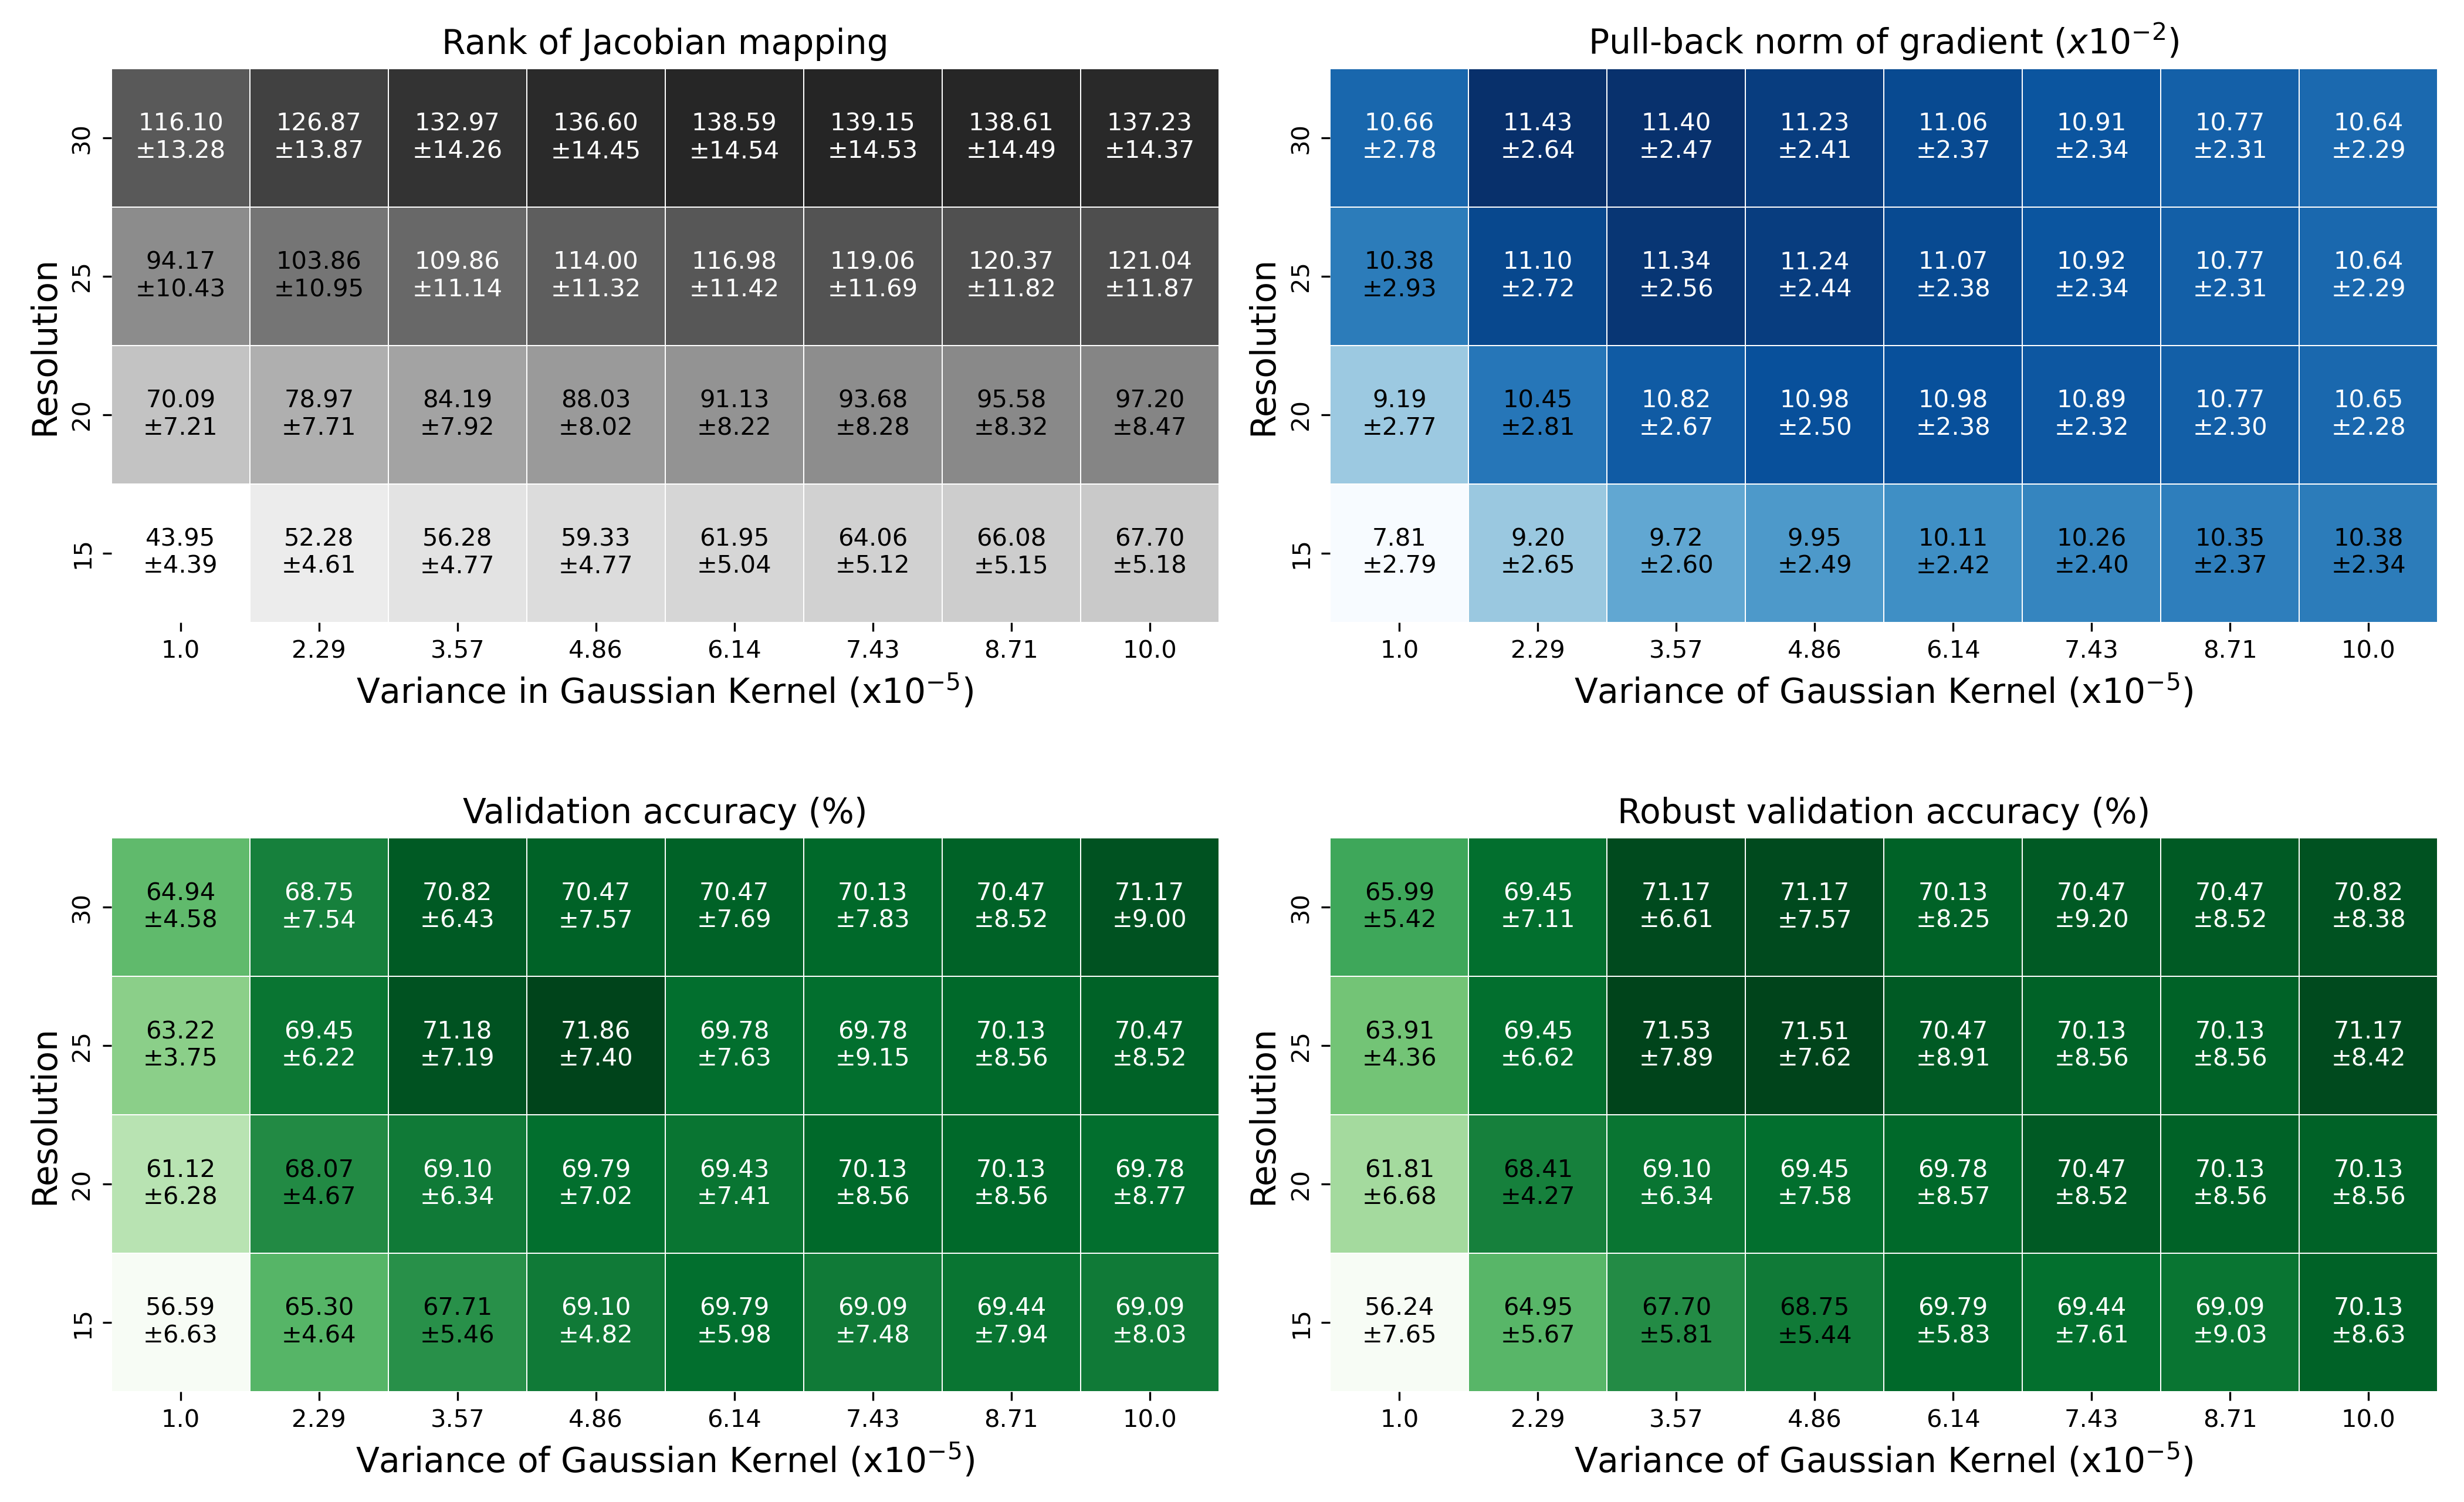 Rank of Jacobian mapping
Resolution
30
116.10 126.87 132.97 136.60 138.59 139.15 138.61 137.23
±13.28 ±13.87 ±14.26 ±14.45 ±14.54 ±14.53 ±14.49 ±14.37
25
94.17 103.86 109.86 114.00 116.98 119.06 120.37 121.04
±10.43 ±10.95 ±11.14 ±11.32 ±11.42 ±11.69 ±11.82 ±11.87
20
70.09 78.97 84.19 88.03 91.13 93.68 95.58 97.20
±7.21 ±7.71 ±7.92 ±8.02 ±8.22 ±8.28 ±8.32 ±8.47
15
43.95 52.28 56.28 59.33 61.95 64.06 66.08 67.70
±4.39 ±4.61 ±4.77 ±4.77 ±5.04 ±5.12 ±5.15 ±5.18
1.0 2.29 3.57 4.86 6.14 7.43 8.71 10.0
Variance in Gaussian Kernel (x10⁻⁵)
Pull-back norm of gradient (x10⁻²)
Resolution
30
10.66 11.43 11.40 11.23 11.06 10.91 10.77 10.64
±2.78 ±2.64 ±2.47 ±2.41 ±2.37 ±2.34 ±2.31 ±2.29
25
10.38 11.10 11.34 11.24 11.07 10.92 10.77 10.64
±2.93 ±2.72 ±2.56 ±2.44 ±2.38 ±2.34 ±2.31 ±2.29
20
9.19 10.45 10.82 10.98 10.98 10.89 10.77 10.65
±2.77 ±2.81 ±2.67 ±2.50 ±2.38 ±2.32 ±2.30 ±2.28
15
7.81 9.20 9.72 9.95 10.11 10.26 10.35 10.38
±2.79 ±2.65 ±2.60 ±2.49 ±2.42 ±2.40 ±2.37 ±2.34
1.0 2.29 3.57 4.86 6.14 7.43 8.71 10.0
Variance of Gaussian Kernel (x10⁻⁵)
Validation accuracy (%)
Resolution
30
64.94 68.75 70.82 70.47 70.47 70.13 70.47 71.17
±4.58 ±7.54 ±6.43 ±7.57 ±7.69 ±7.83 ±8.52 ±9.00
25
63.22 69.45 71.18 71.86 69.78 69.78 70.13 70.47
±3.75 ±6.22 ±7.19 ±7.40 ±7.63 ±9.15 ±8.56 ±8.52
20
61.12 68.07 69.10 69.79 69.43 70.13 70.13 69.78
±6.28 ±4.67 ±6.34 ±7.02 ±7.41 ±8.56 ±8.56 ±8.77
15
56.59 65.30 67.71 69.10 69.79 69.09 69.44 69.09
±6.63 ±4.64 ±5.46 ±4.82 ±5.98 ±7.48 ±7.94 ±8.03
1.0 2.29 3.57 4.86 6.14 7.43 8.71 10.0
Variance of Gaussian Kernel (x10⁻⁵)
Robust validation accuracy (%)
Resolution
30
65.99 69.45 71.17 71.17 70.13 70.47 70.47 70.82
±5.42 ±7.11 ±6.61 ±7.57 ±8.25 ±9.20 ±8.52 ±8.38
25
63.91 69.45 71.53 71.51 70.47 70.13 70.13 71.17
±4.36 ±6.62 ±7.89 ±7.62 ±8.91 ±8.56 ±8.56 ±8.42
20
61.81 68.41 69.10 69.45 69.78 70.47 70.13 70.13
±6.68 ±4.27 ±6.34 ±7.58 ±8.57 ±8.52 ±8.56 ±8.56
15
56.24 64.95 67.70 68.75 69.79 69.44 69.09 70.13
±7.65 ±5.67 ±5.81 ±5.44 ±5.83 ±7.61 ±9.03 ±8.63
1.0 2.29 3.57 4.86 6.14 7.43 8.71 10.0
Variance of Gaussian Kernel (x10⁻⁵)